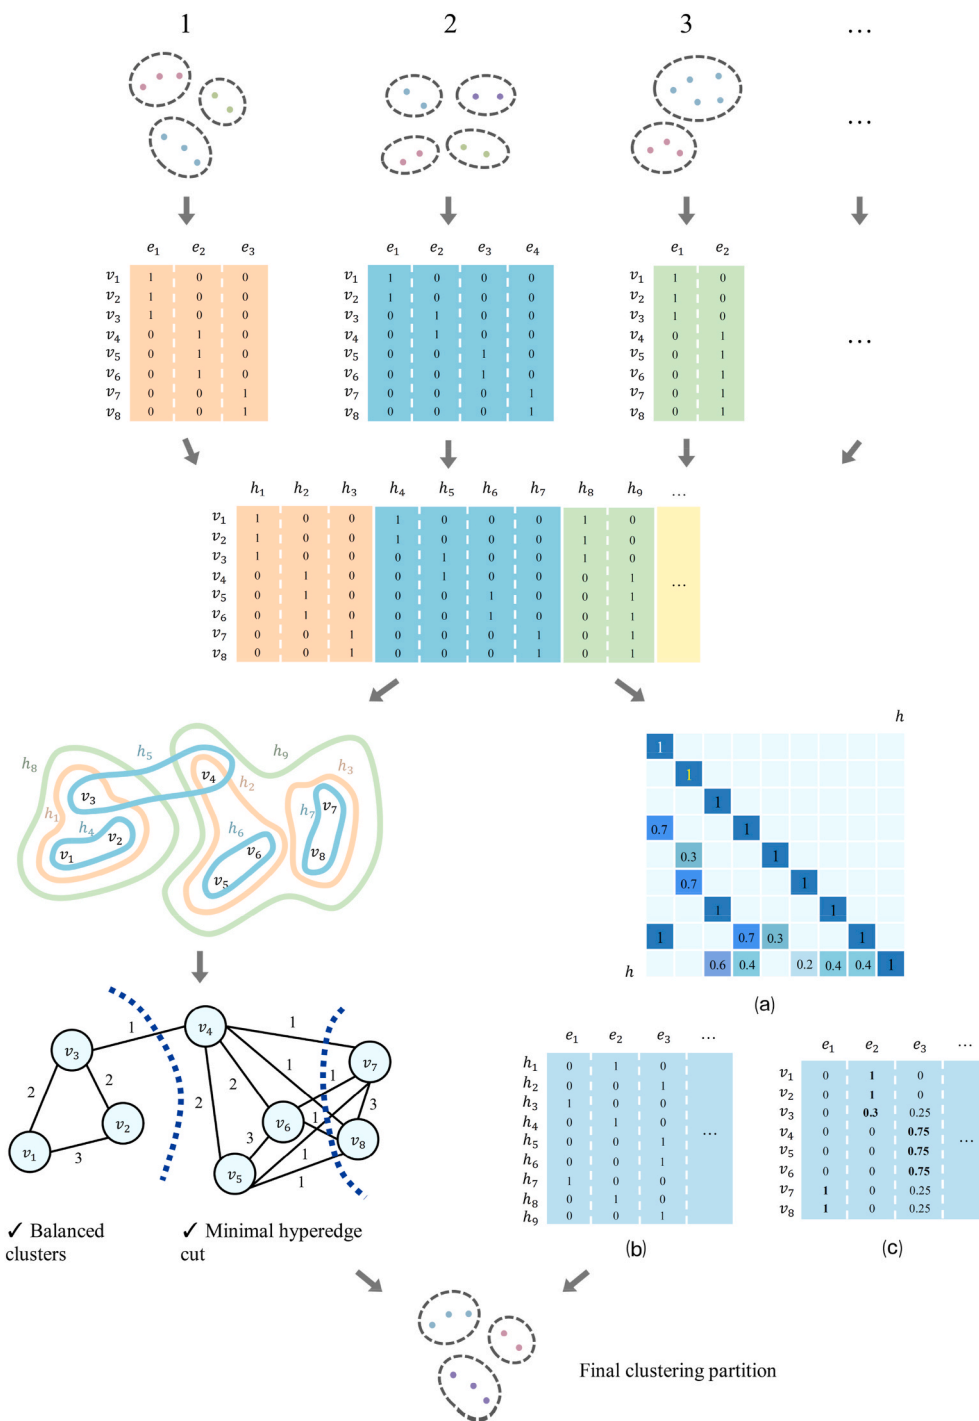 1 2 3 ...
...
e1 e2 e3 e1 e2 e3 e4 e1 e2
v1 1 0 0 v1 1 0 0 0 v1 1 0
v2 1 0 0 v2 1 0 0 0 v2 1 0
v3 1 0 0 v3 0 1 0 0 v3 1 0
v4 0 1 0 v4 0 1 0 0 v4 0 1 ...
v5 0 1 0 v5 0 0 1 0 v5 0 1
v6 0 1 0 v6 0 0 1 0 v6 0 1
v7 0 0 1 v7 0 0 0 1 v7 0 1
v8 0 0 1 v8 0 0 0 1 v8 0 1
h1 h2 h3 h4 h5 h6 h7 h8 h9 ...
v1 1 0 0 1 0 0 0 1 0
v2 1 0 0 1 0 0 0 1 0
v3 1 0 0 0 1 0 0 1 0
v4 0 1 0 0 1 0 0 0 1 ...
v5 0 1 0 0 0 1 0 0 1
v6 0 1 0 0 0 1 0 0 1
v7 0 0 1 0 0 0 1 0 1
v8 0 0 1 0 0 0 1 0 1
h8 h5 h9 h3
v4 h2
v3
h1 h4 h7 v7
v2 h6
v1 v6 v8
v5
h
1
1
1
0.7 1
0.3 1
0.7 1
1 1
1 0.7 0.3 1
h 0.6 0.4 0.2 0.4 0.4 1
(a)
1 v4 1
v3 v7
2 2 2 1 1
2 1 3
v2 v6 v8
v1 3 3 1
v5 1
✓ Balanced
clusters
✓ Minimal hyperedge
cut
e1 e2 e3 ...
h1 0 1 0
h2 0 0 1
h3 1 0 0
h4 0 1 0
h5 0 0 1 ...
h6 0 0 1
h7 1 0 0
h8 0 1 0
h9 0 0 1
(b)
e1 e2 e3 ...
v1 0 1 0
v2 0 1 0
v3 0 0.3 0.25
v4 0 0 0.75 ...
v5 0 0 0.75
v6 0 0 0.75
v7 1 0 0.25
v8 1 0 0.25
(c)
Final clustering partition